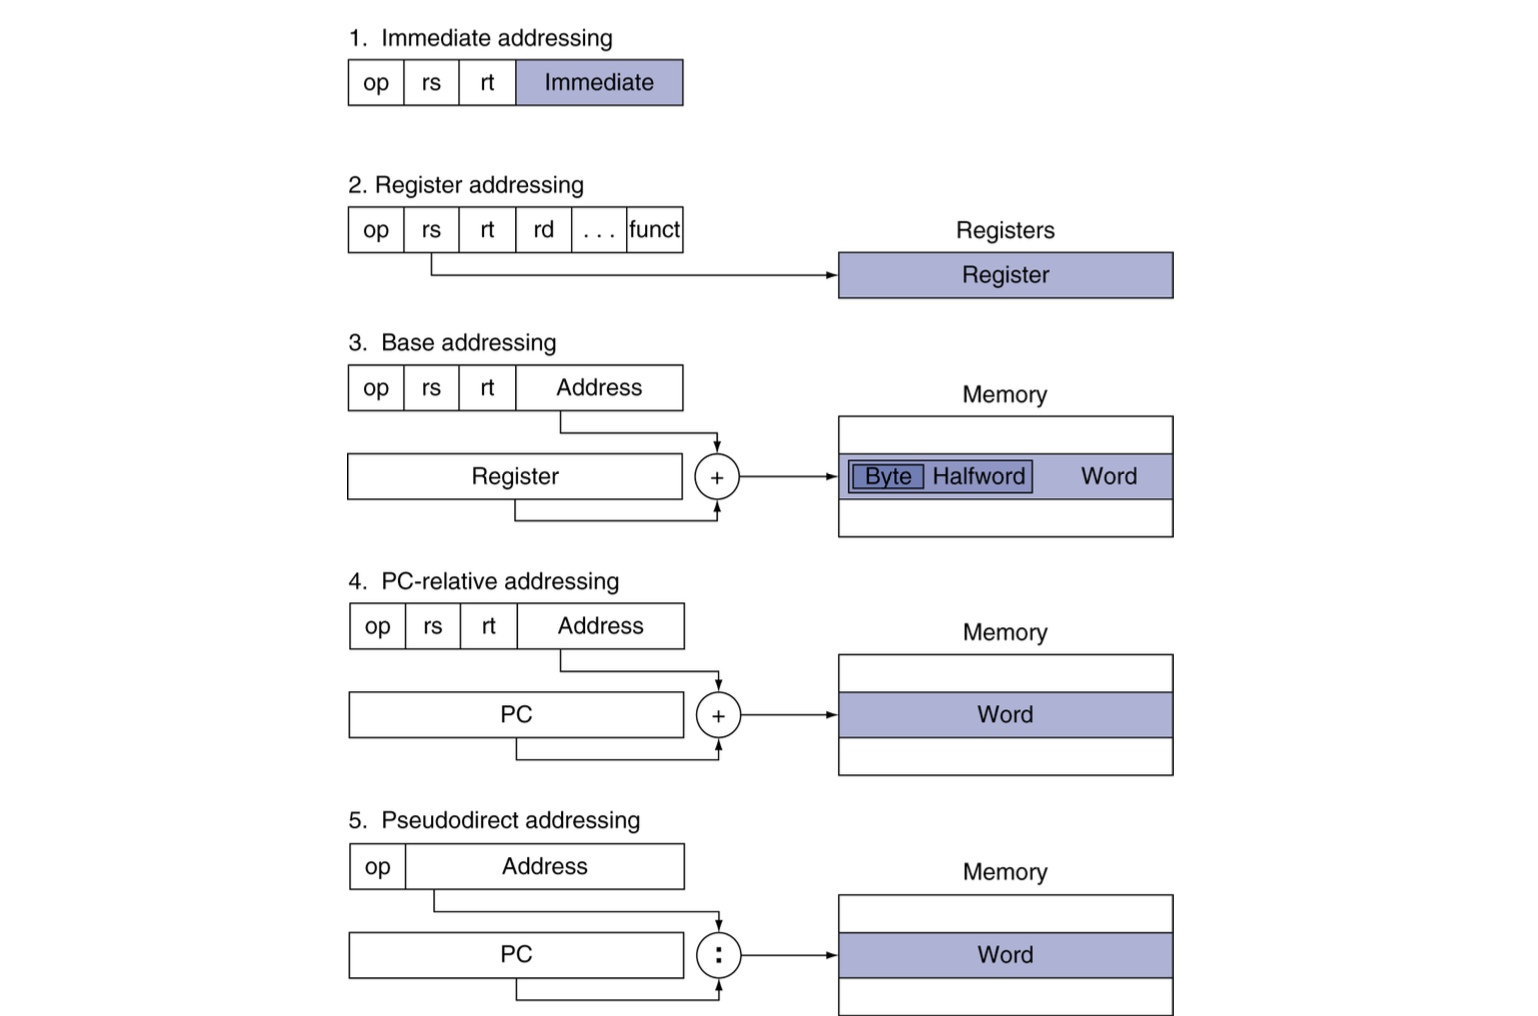 1. Immediate addressing
op rs rt Immediate
2. Register addressing
op rs rt rd . . . funct
Registers
Register
3. Base addressing
op rs rt Address
Memory
Register + Byte Halfword Word
4. PC-relative addressing
op rs rt Address
Memory
PC + Word
5. Pseudodirect addressing
op Address
Memory
PC : Word